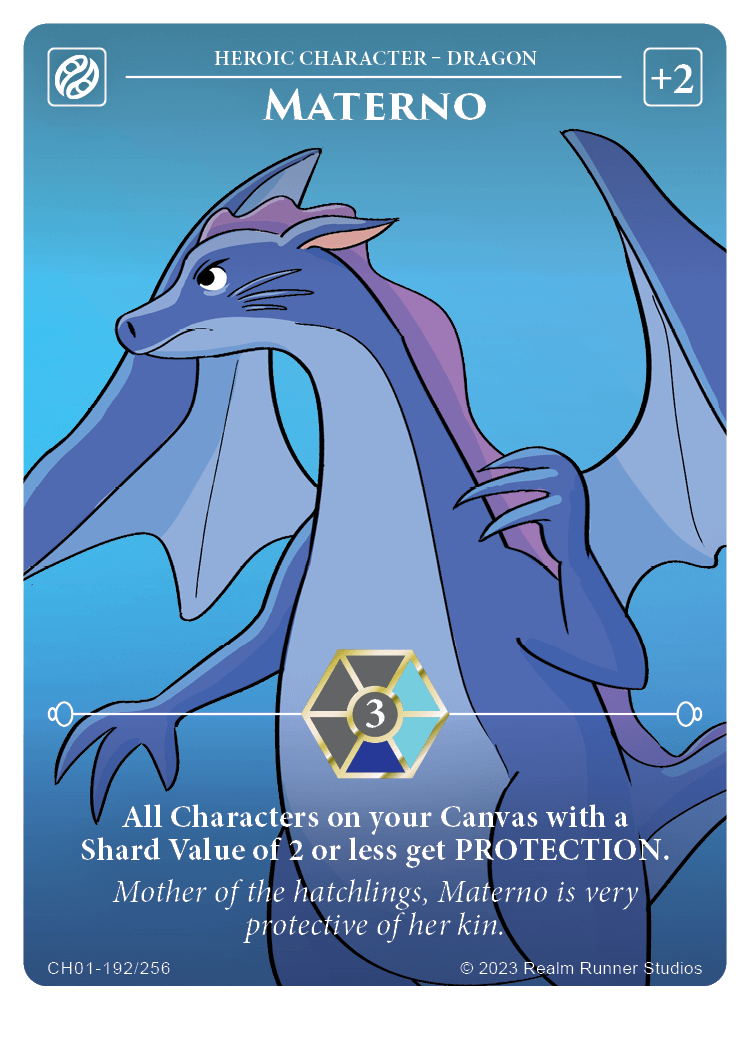 HEROIC CHARACTER – DRAGON
+2
MATERNO
3
All Characters on your Canvas with a
Shard Value of 2 or less get PROTECTION.
Mother of the hatchlings, Materno is very
protective of her kin.
CH01-192/256
© 2023 Realm Runner Studios